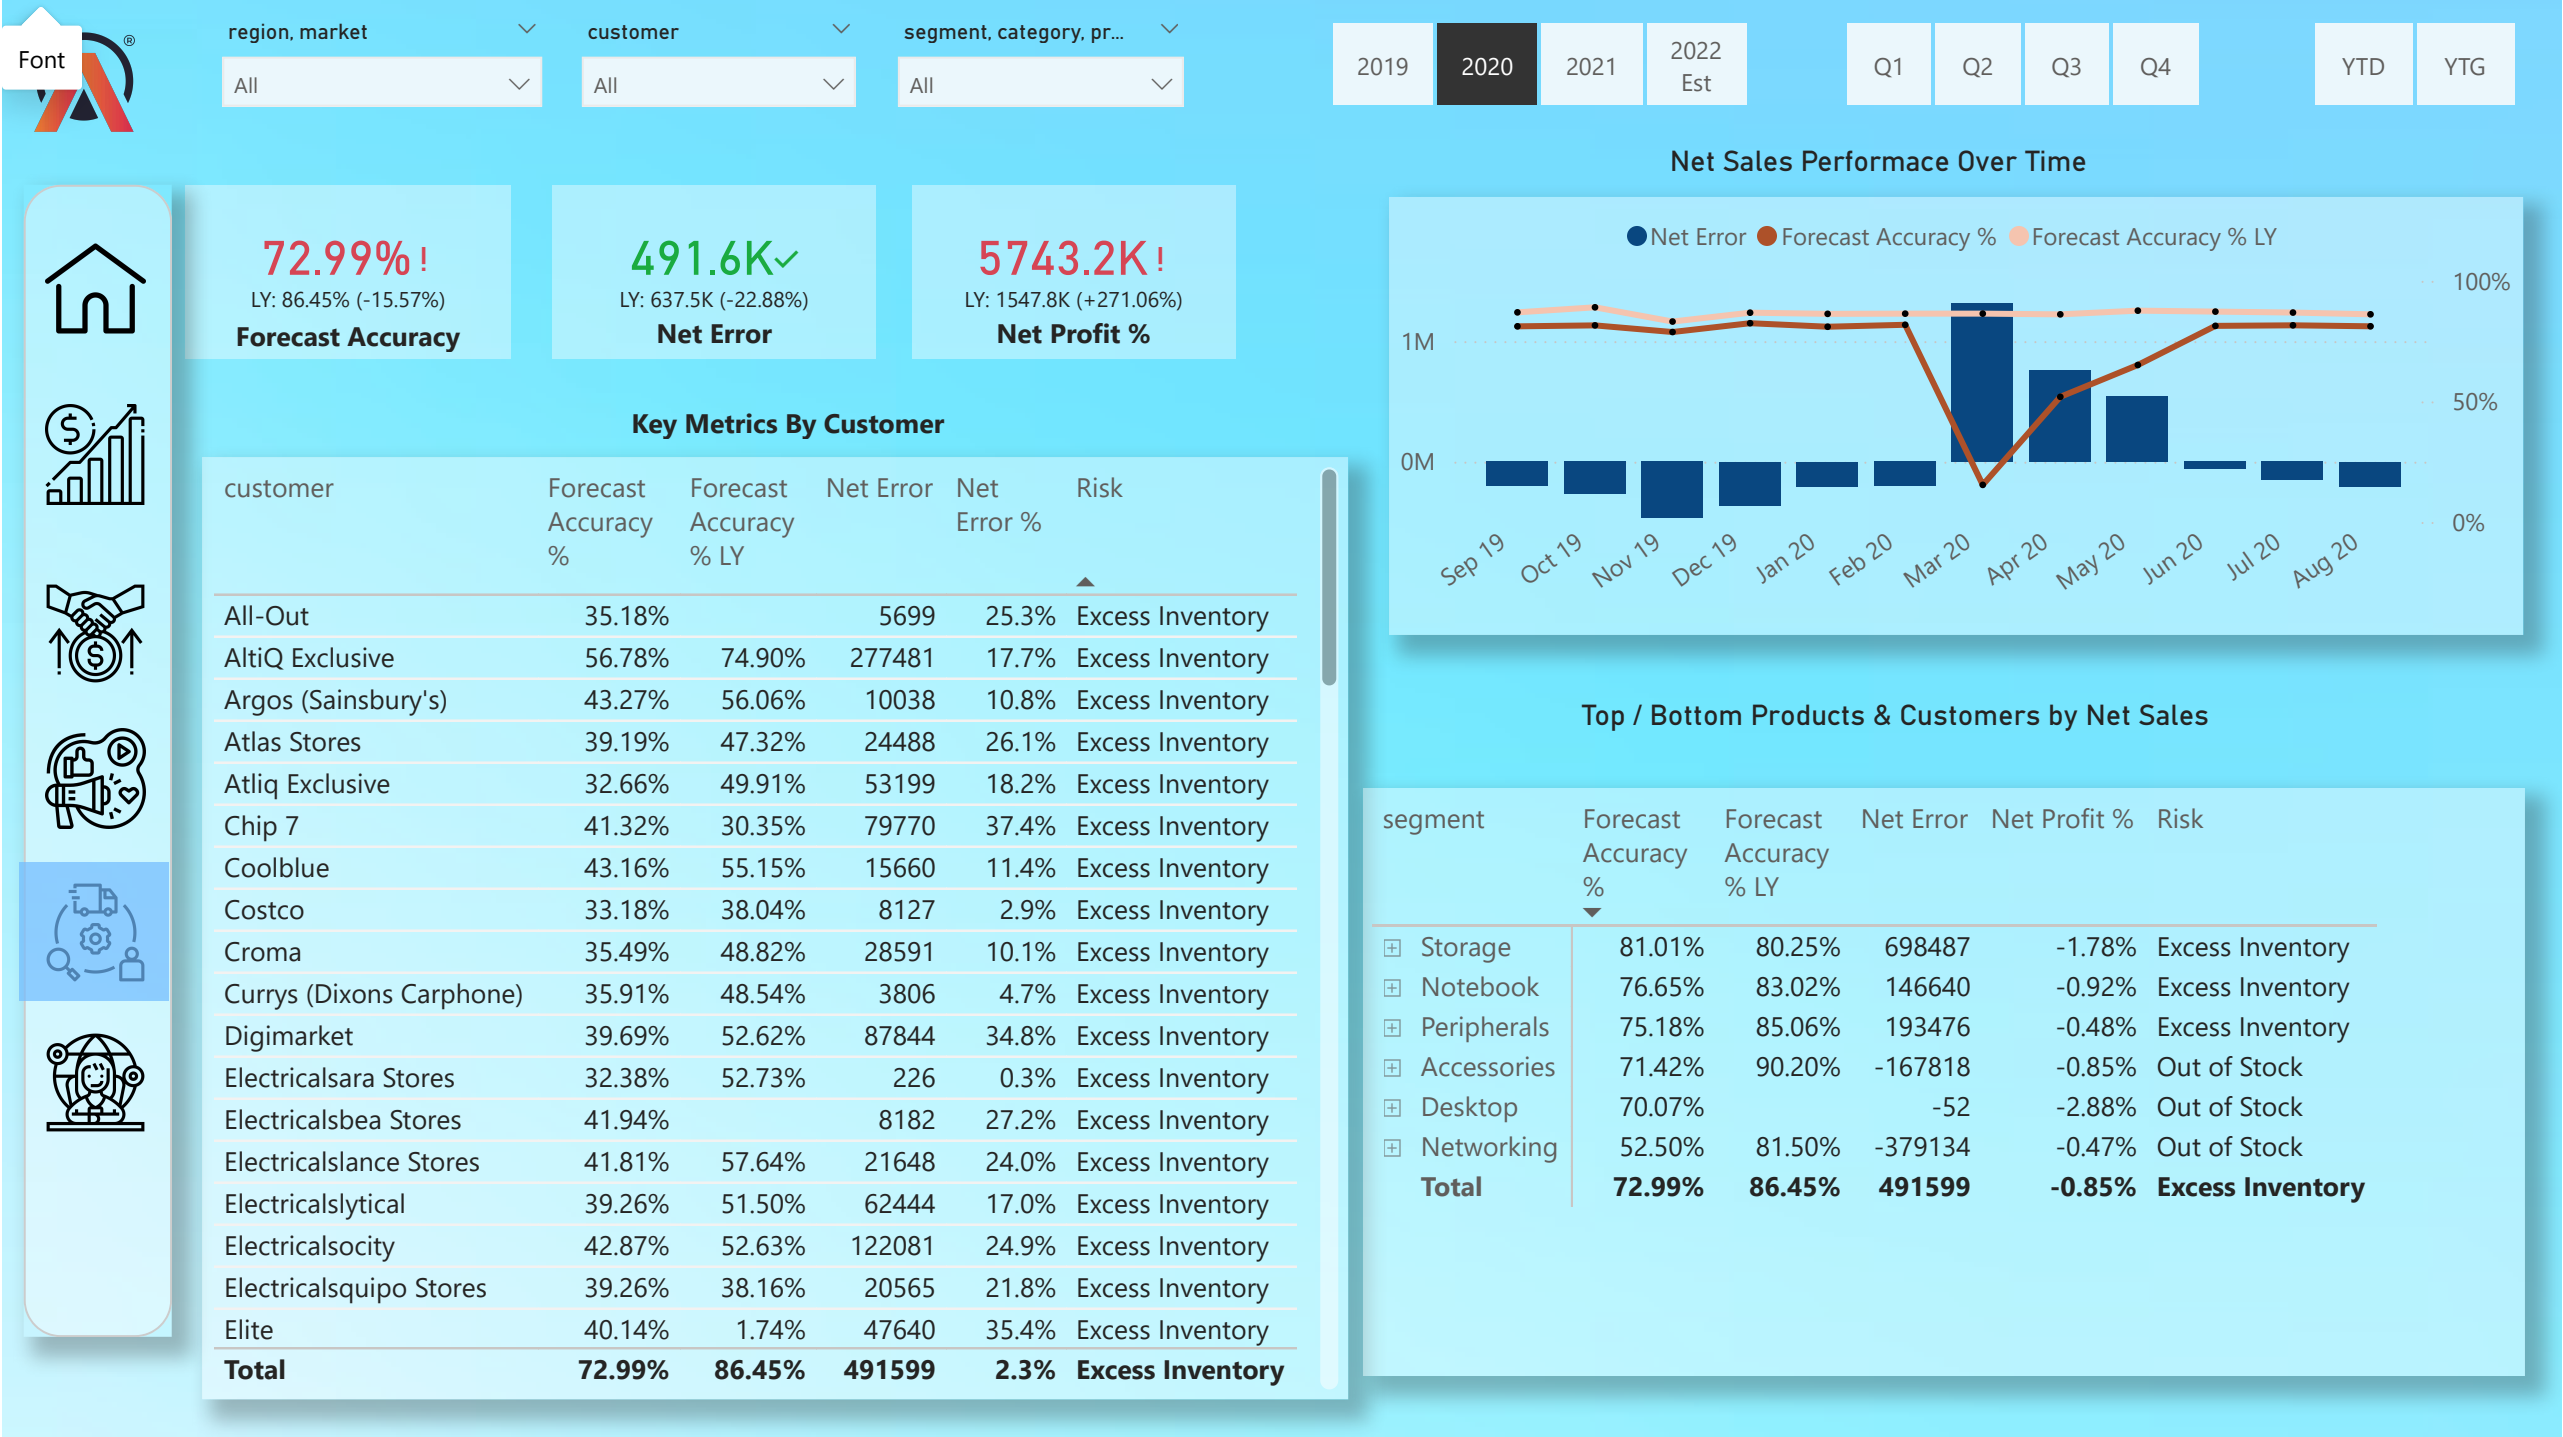 Font
®
region, market
All
customer
All
segment, category, pr...
All
2019
2020
2021
2022
Est
Q1
Q2
Q3
Q4
YTD
YTG
72.99%!
LY: 86.45% (-15.57%)
Forecast Accuracy
491.6K✓
LY: 637.5K (-22.88%)
Net Error
5743.2K!
LY: 1547.8K (+271.06%)
Net Profit %
Key Metrics By Customer
customer Forecast Accuracy % Forecast Accuracy % LY Net Error Net Error % Risk
All-Out 35.18% 5699 25.3% Excess Inventory
AltiQ Exclusive 56.78% 74.90% 277481 17.7% Excess Inventory
Argos (Sainsbury's) 43.27% 56.06% 10038 10.8% Excess Inventory
Atlas Stores 39.19% 47.32% 24488 26.1% Excess Inventory
Atliq Exclusive 32.66% 49.91% 53199 18.2% Excess Inventory
Chip 7 41.32% 30.35% 79770 37.4% Excess Inventory
Coolblue 43.16% 55.15% 15660 11.4% Excess Inventory
Costco 33.18% 38.04% 8127 2.9% Excess Inventory
Croma 35.49% 48.82% 28591 10.1% Excess Inventory
Currys (Dixons Carphone) 35.91% 48.54% 3806 4.7% Excess Inventory
Digimarket 39.69% 52.62% 87844 34.8% Excess Inventory
Electricalsara Stores 32.38% 52.73% 226 0.3% Excess Inventory
Electricalsbea Stores 41.94% 8182 27.2% Excess Inventory
Electricalslance Stores 41.81% 57.64% 21648 24.0% Excess Inventory
Electricalslytical 39.26% 51.50% 62444 17.0% Excess Inventory
Electricalsocity 42.87% 52.63% 122081 24.9% Excess Inventory
Electricalsquipo Stores 39.26% 38.16% 20565 21.8% Excess Inventory
Elite 40.14% 1.74% 47640 35.4% Excess Inventory
Total 72.99% 86.45% 491599 2.3% Excess Inventory
Net Sales Performace Over Time
Net Error Forecast Accuracy % Forecast Accuracy % LY
100%
1M
50%
0M
0%
Sep 19 Oct 19 Nov 19 Dec 19 Jan 20 Feb 20 Mar 20 Apr 20 May 20 Jun 20 Jul 20 Aug 20
Top / Bottom Products & Customers by Net Sales
segment Forecast Accuracy % Forecast Accuracy % LY Net Error Net Profit % Risk
Storage 81.01% 80.25% 698487 -1.78% Excess Inventory
Notebook 76.65% 83.02% 146640 -0.92% Excess Inventory
Peripherals 75.18% 85.06% 193476 -0.48% Excess Inventory
Accessories 71.42% 90.20% -167818 -0.85% Out of Stock
Desktop 70.07% -52 -2.88% Out of Stock
Networking 52.50% 81.50% -379134 -0.47% Out of Stock
Total 72.99% 86.45% 491599 -0.85% Excess Inventory